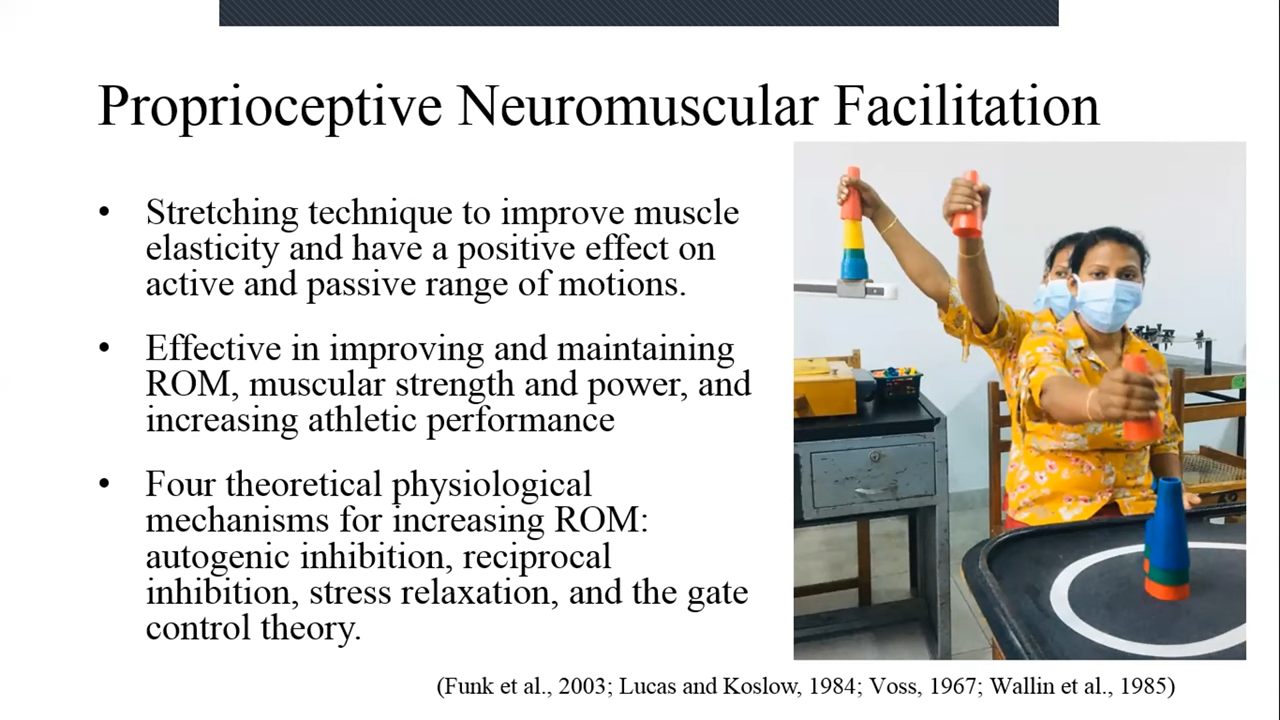 Proprioceptive Neuromuscular Facilitation
• Stretching technique to improve muscle
elasticity and have a positive effect on
active and passive range of motions.
• Effective in improving and maintaining
ROM, muscular strength and power, and
increasing athletic performance
• Four theoretical physiological
mechanisms for increasing ROM:
autogenic inhibition, reciprocal
inhibition, stress relaxation, and the gate
control theory.
(Funk et al., 2003; Lucas and Koslow, 1984; Voss, 1967; Wallin et al., 1985)